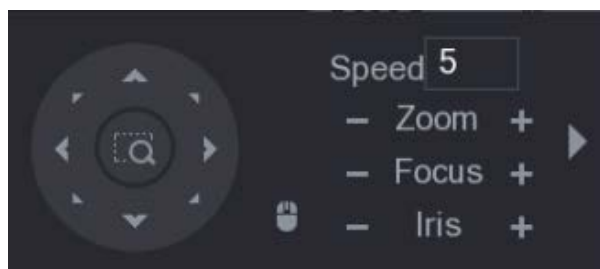 Speed 5
− Zoom +
− Focus +
− Iris +